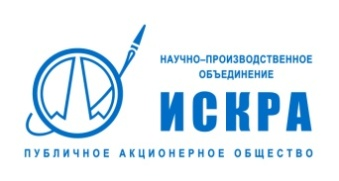 НАУЧНО–ПРОИЗВОДСТВЕННОЕ
ОБЪЕДИНЕНИЕ
ИСКРА
ПУБЛИЧНОЕ АКЦИОНЕРНОЕ ОБЩЕСТВО